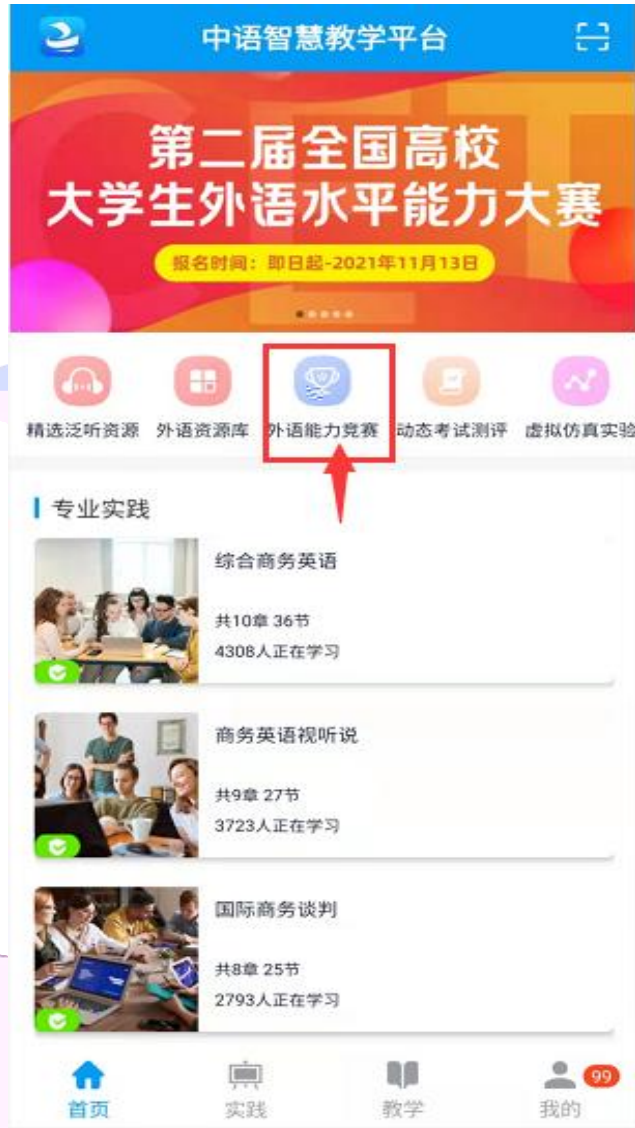 中语智慧教学平台
第二届全国高校
大学生外语水平能力大赛
报名时间：即日起-2021年11月13日
精选泛听资源 外语资源库 外语能力竞赛 动态考试测评 虚拟仿真实验
专业实践
综合商务英语
共10章 36节
4308人正在学习
商务英语视听说
共9章 27节
3723人正在学习
国际商务谈判
共8章 25节
2793人正在学习
99
首页 实践 教学 我的